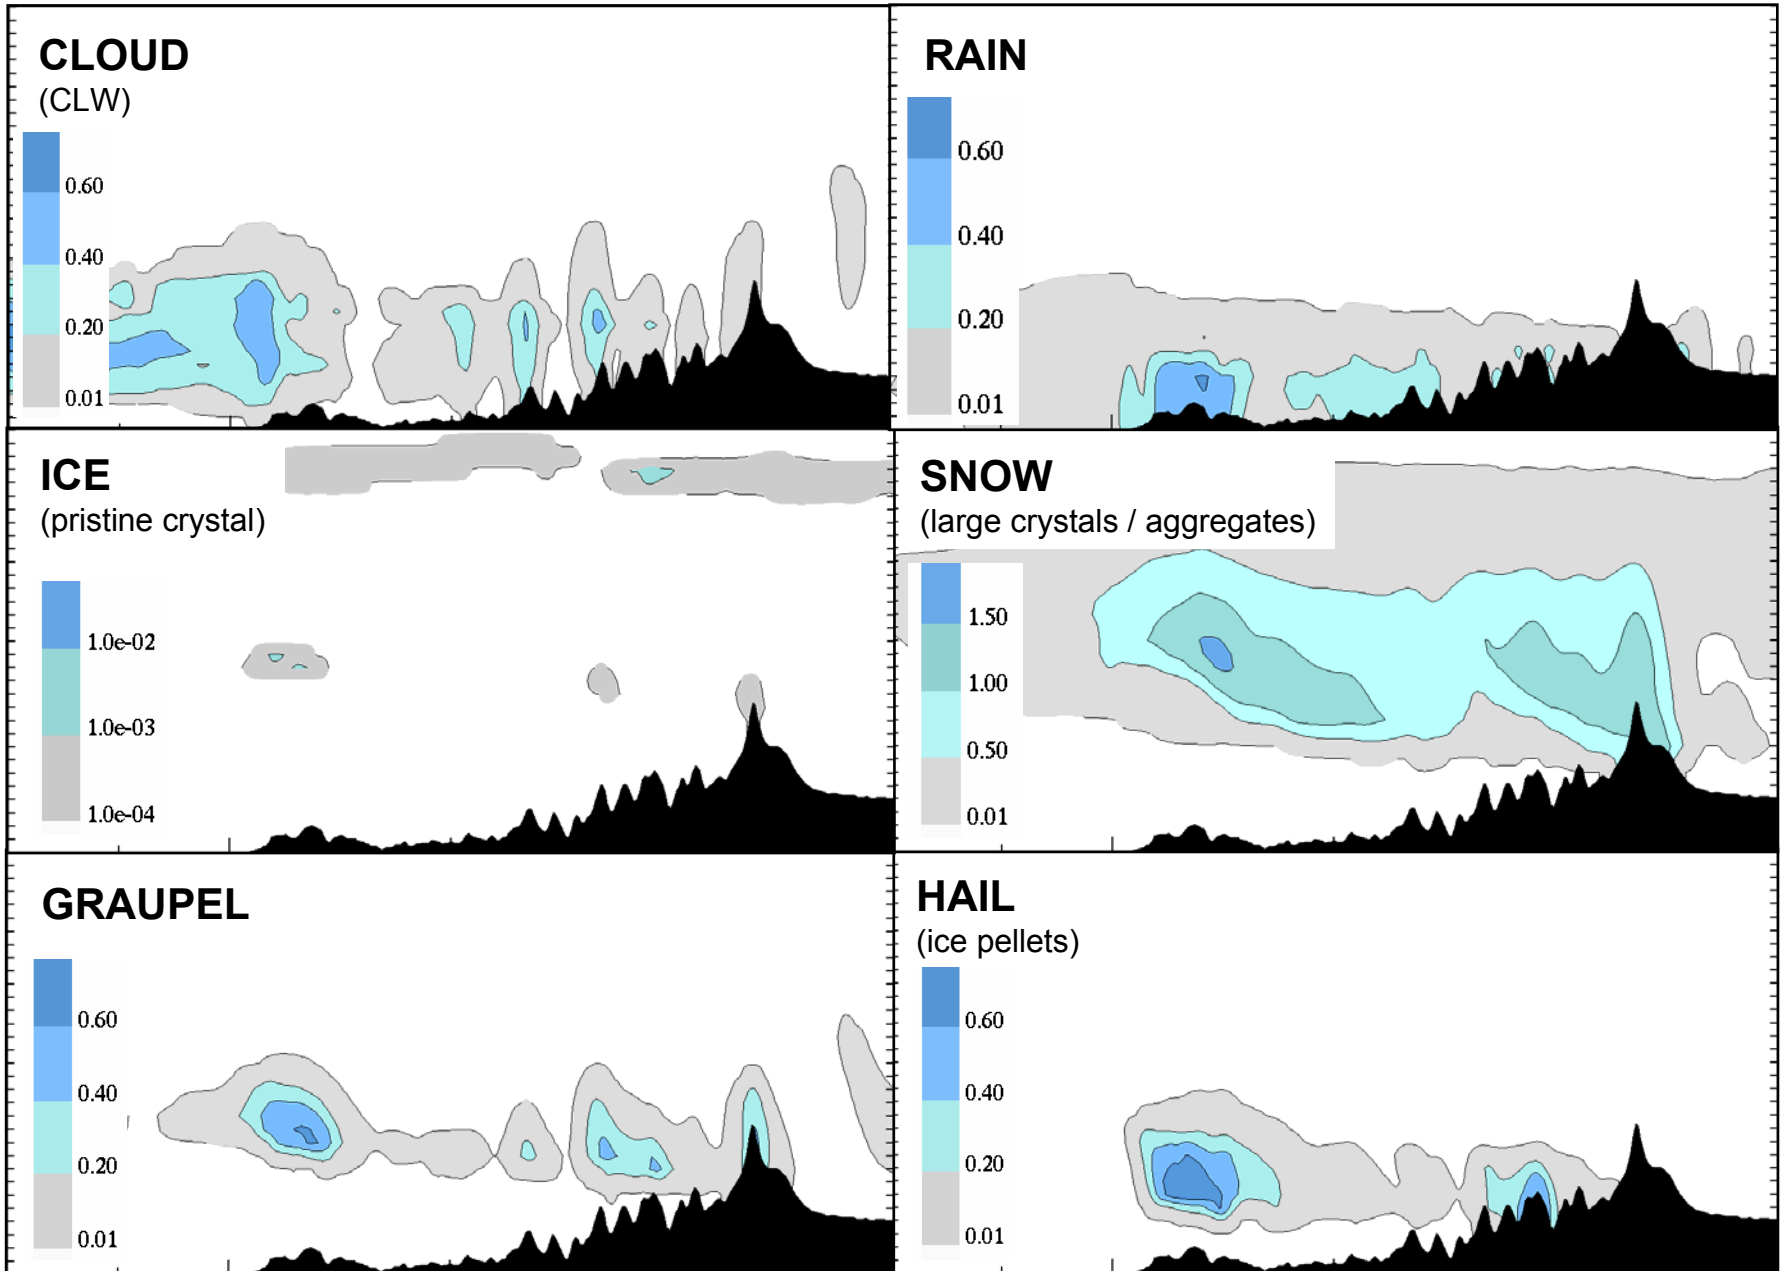 CLOUD
(CLW)
0.60
0.40
0.20
0.01
RAIN
0.60
0.40
0.20
0.01
ICE
(pristine crystal)
1.0e-02
1.0e-03
1.0e-04
SNOW
(large crystals / aggregates)
1.50
1.00
0.50
0.01
GRAUPEL
0.60
0.40
0.20
0.01
HAIL
(ice pellets)
0.60
0.40
0.20
0.01